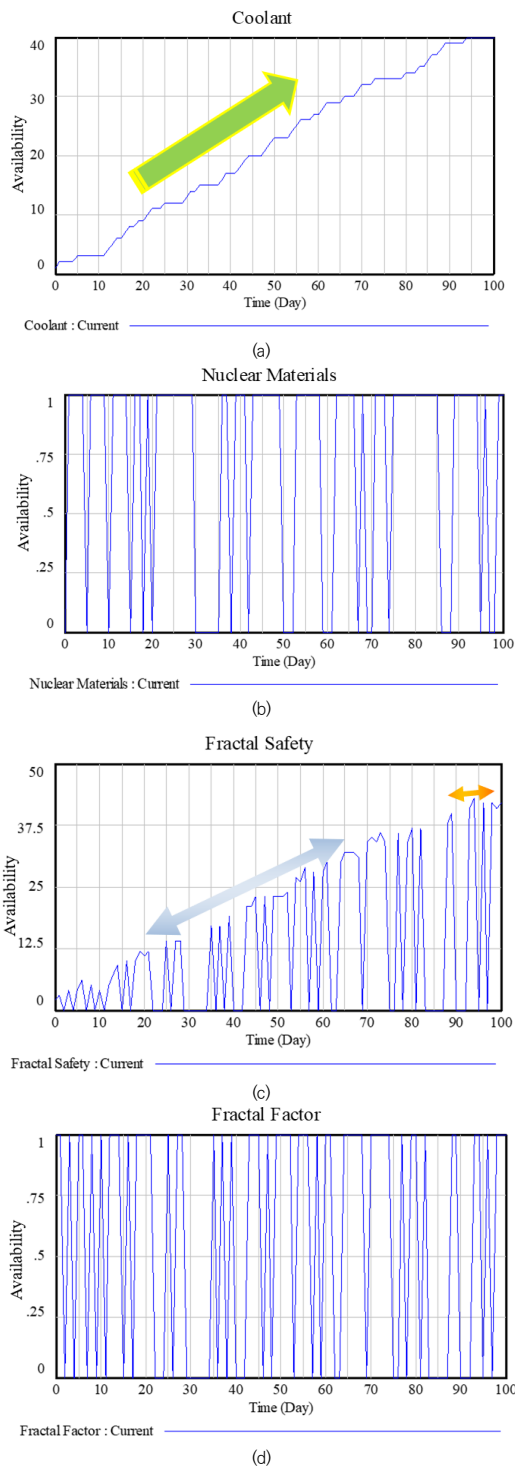 Coolant
40
30
20
10
0
Availability
0 10 20 30 40 50 60 70 80 90 100
Time (Day)
Coolant : Current
(a)
Nuclear Materials
1
.75
.5
.25
0
Availability
0 10 20 30 40 50 60 70 80 90 100
Time (Day)
Nuclear Materials : Current
(b)
Fractal Safety
50
37.5
25
12.5
0
Availability
0 10 20 30 40 50 60 70 80 90 100
Time (Day)
Fractal Safety : Current
(c)
Fractal Factor
1
.75
.5
.25
0
Availability
0 10 20 30 40 50 60 70 80 90 100
Time (Day)
Fractal Factor : Current
(d)